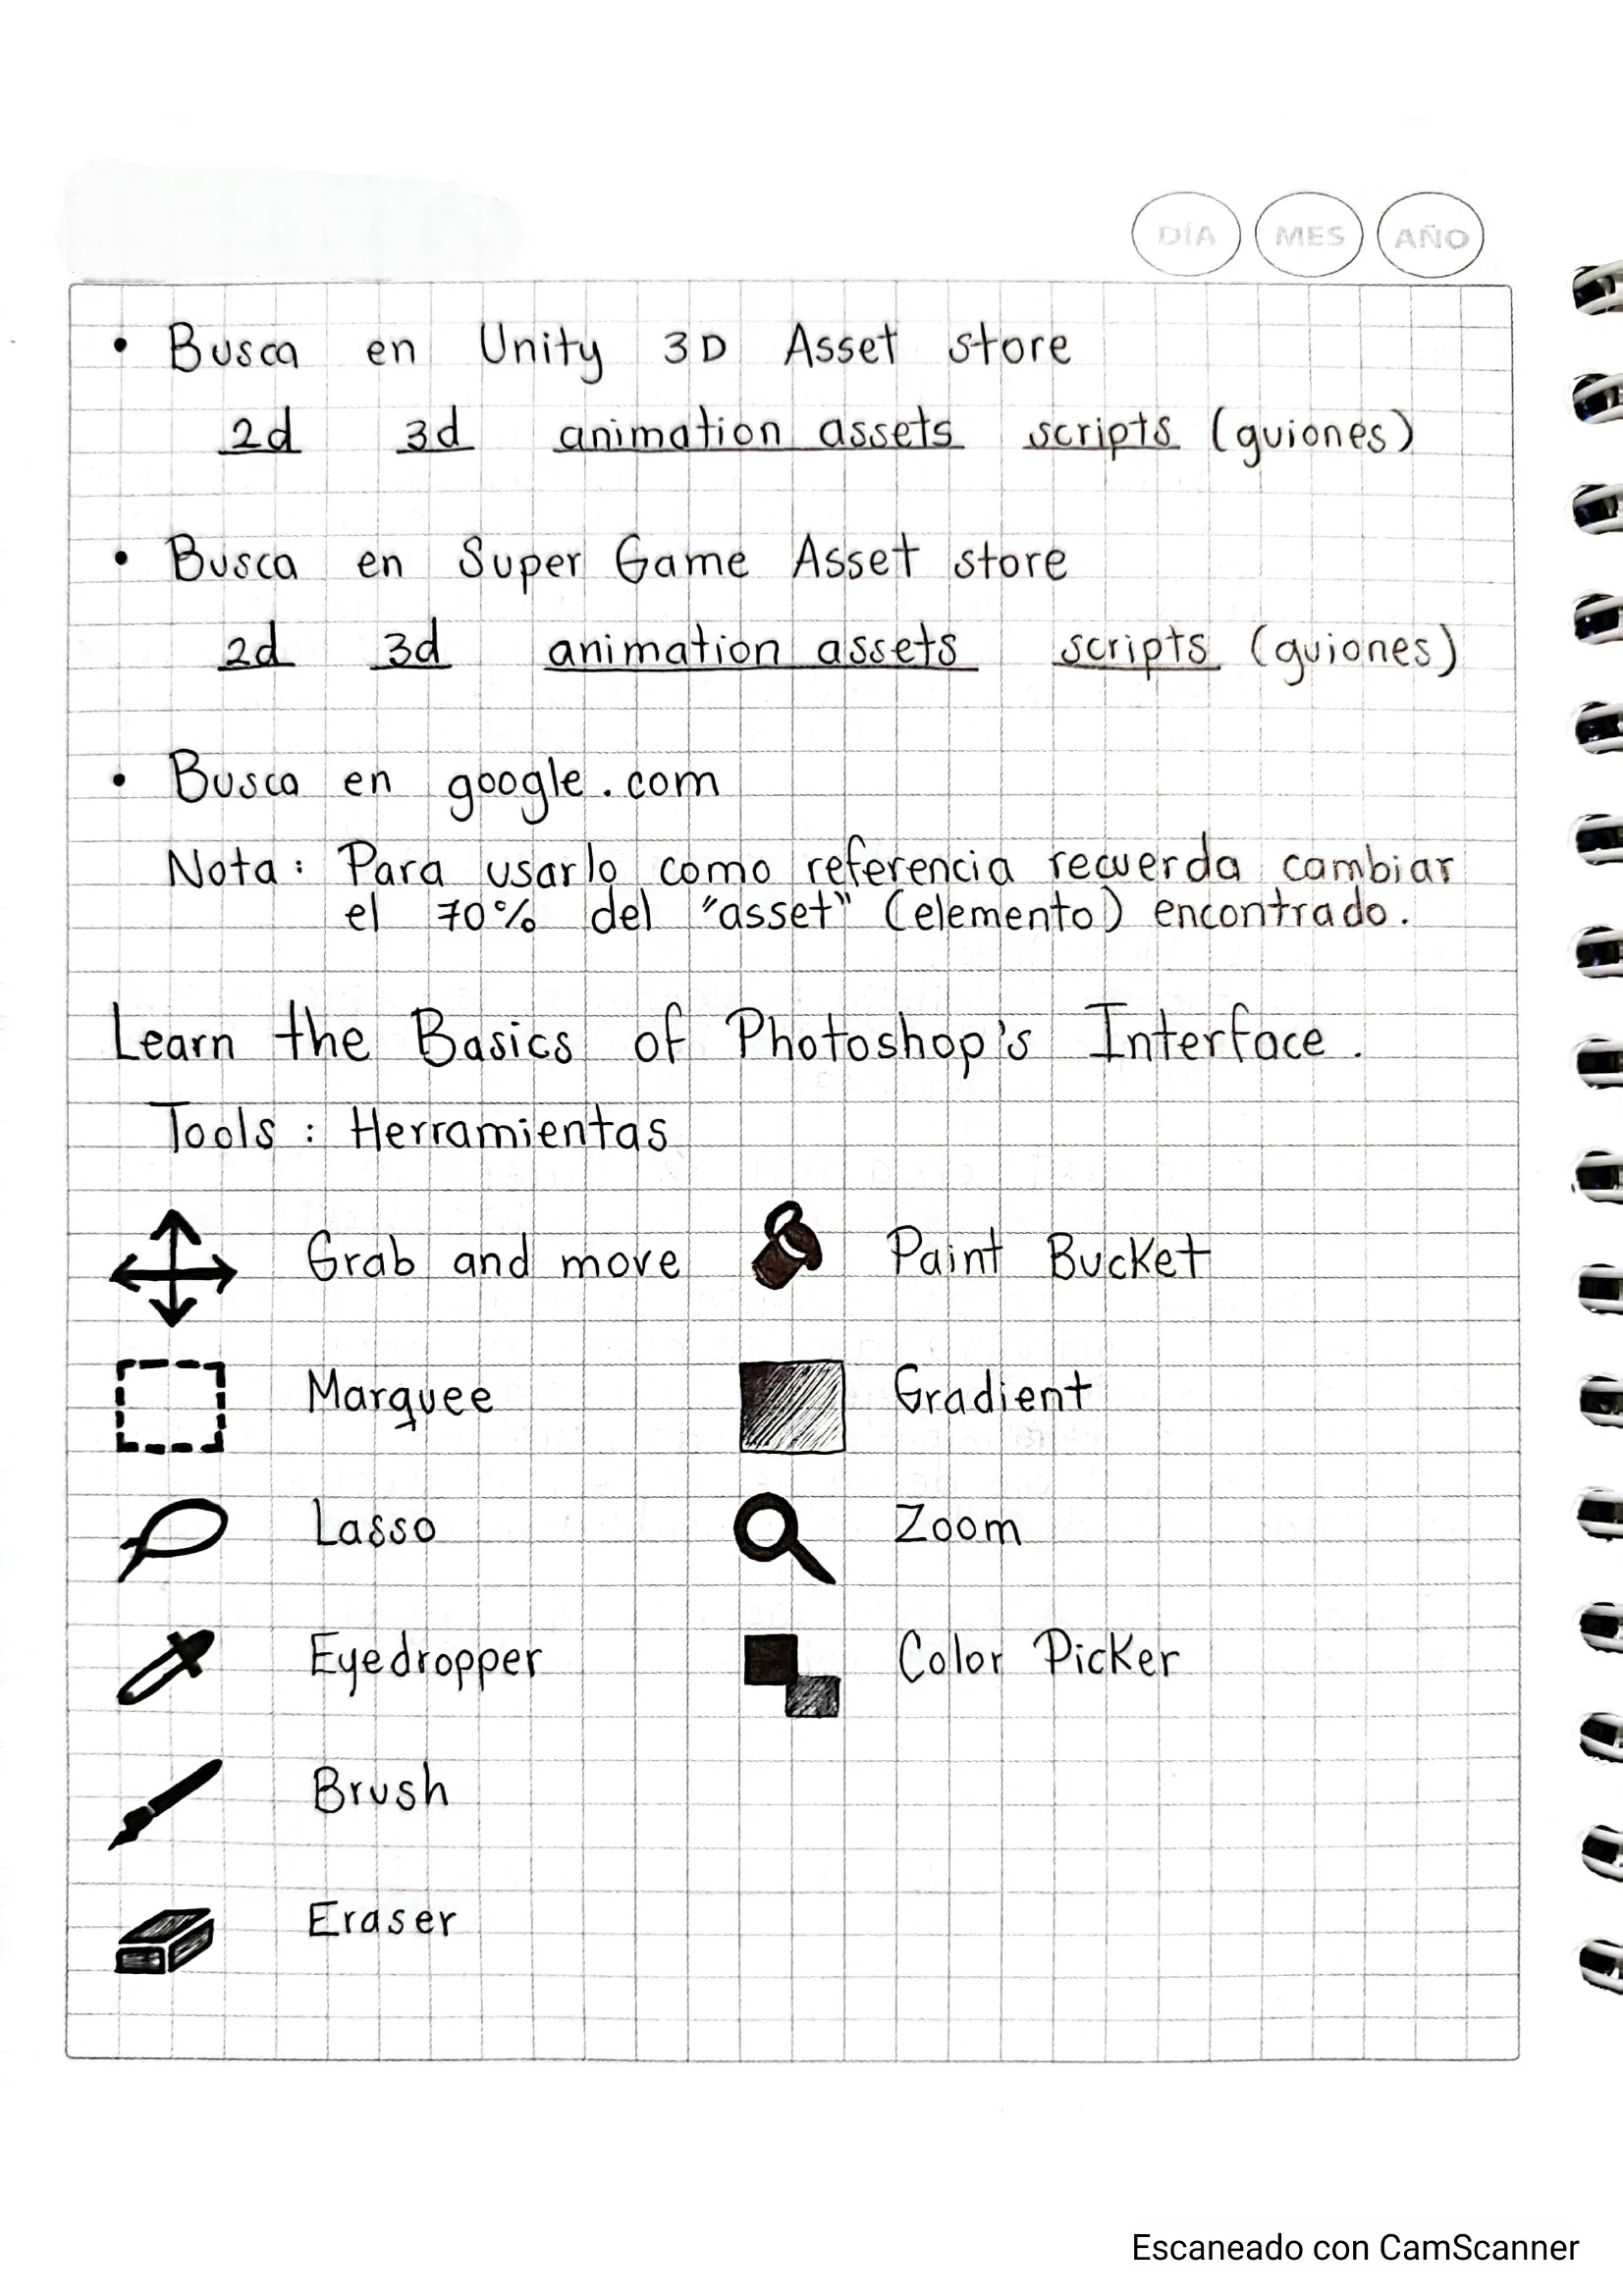 DÍA MES AÑO
• Busca en Unity 3D Asset store
2d 3d animation assets scripts (guiones)
• Busca en Super Game Asset store
2d 3d animation assets scripts (guiones)
• Busca en google.com
Nota: Para usarlo como referencia recuerda cambiar
el 70% del "asset" (elemento) encontrado.
Learn the Basics of Photoshop's Interface.
Tools : Herramientas
Grab and move
Paint Bucket
Marquee
Gradient
Lasso
Zoom
Eyedropper
Color Picker
Brush
Eraser
Escaneado con CamScanner